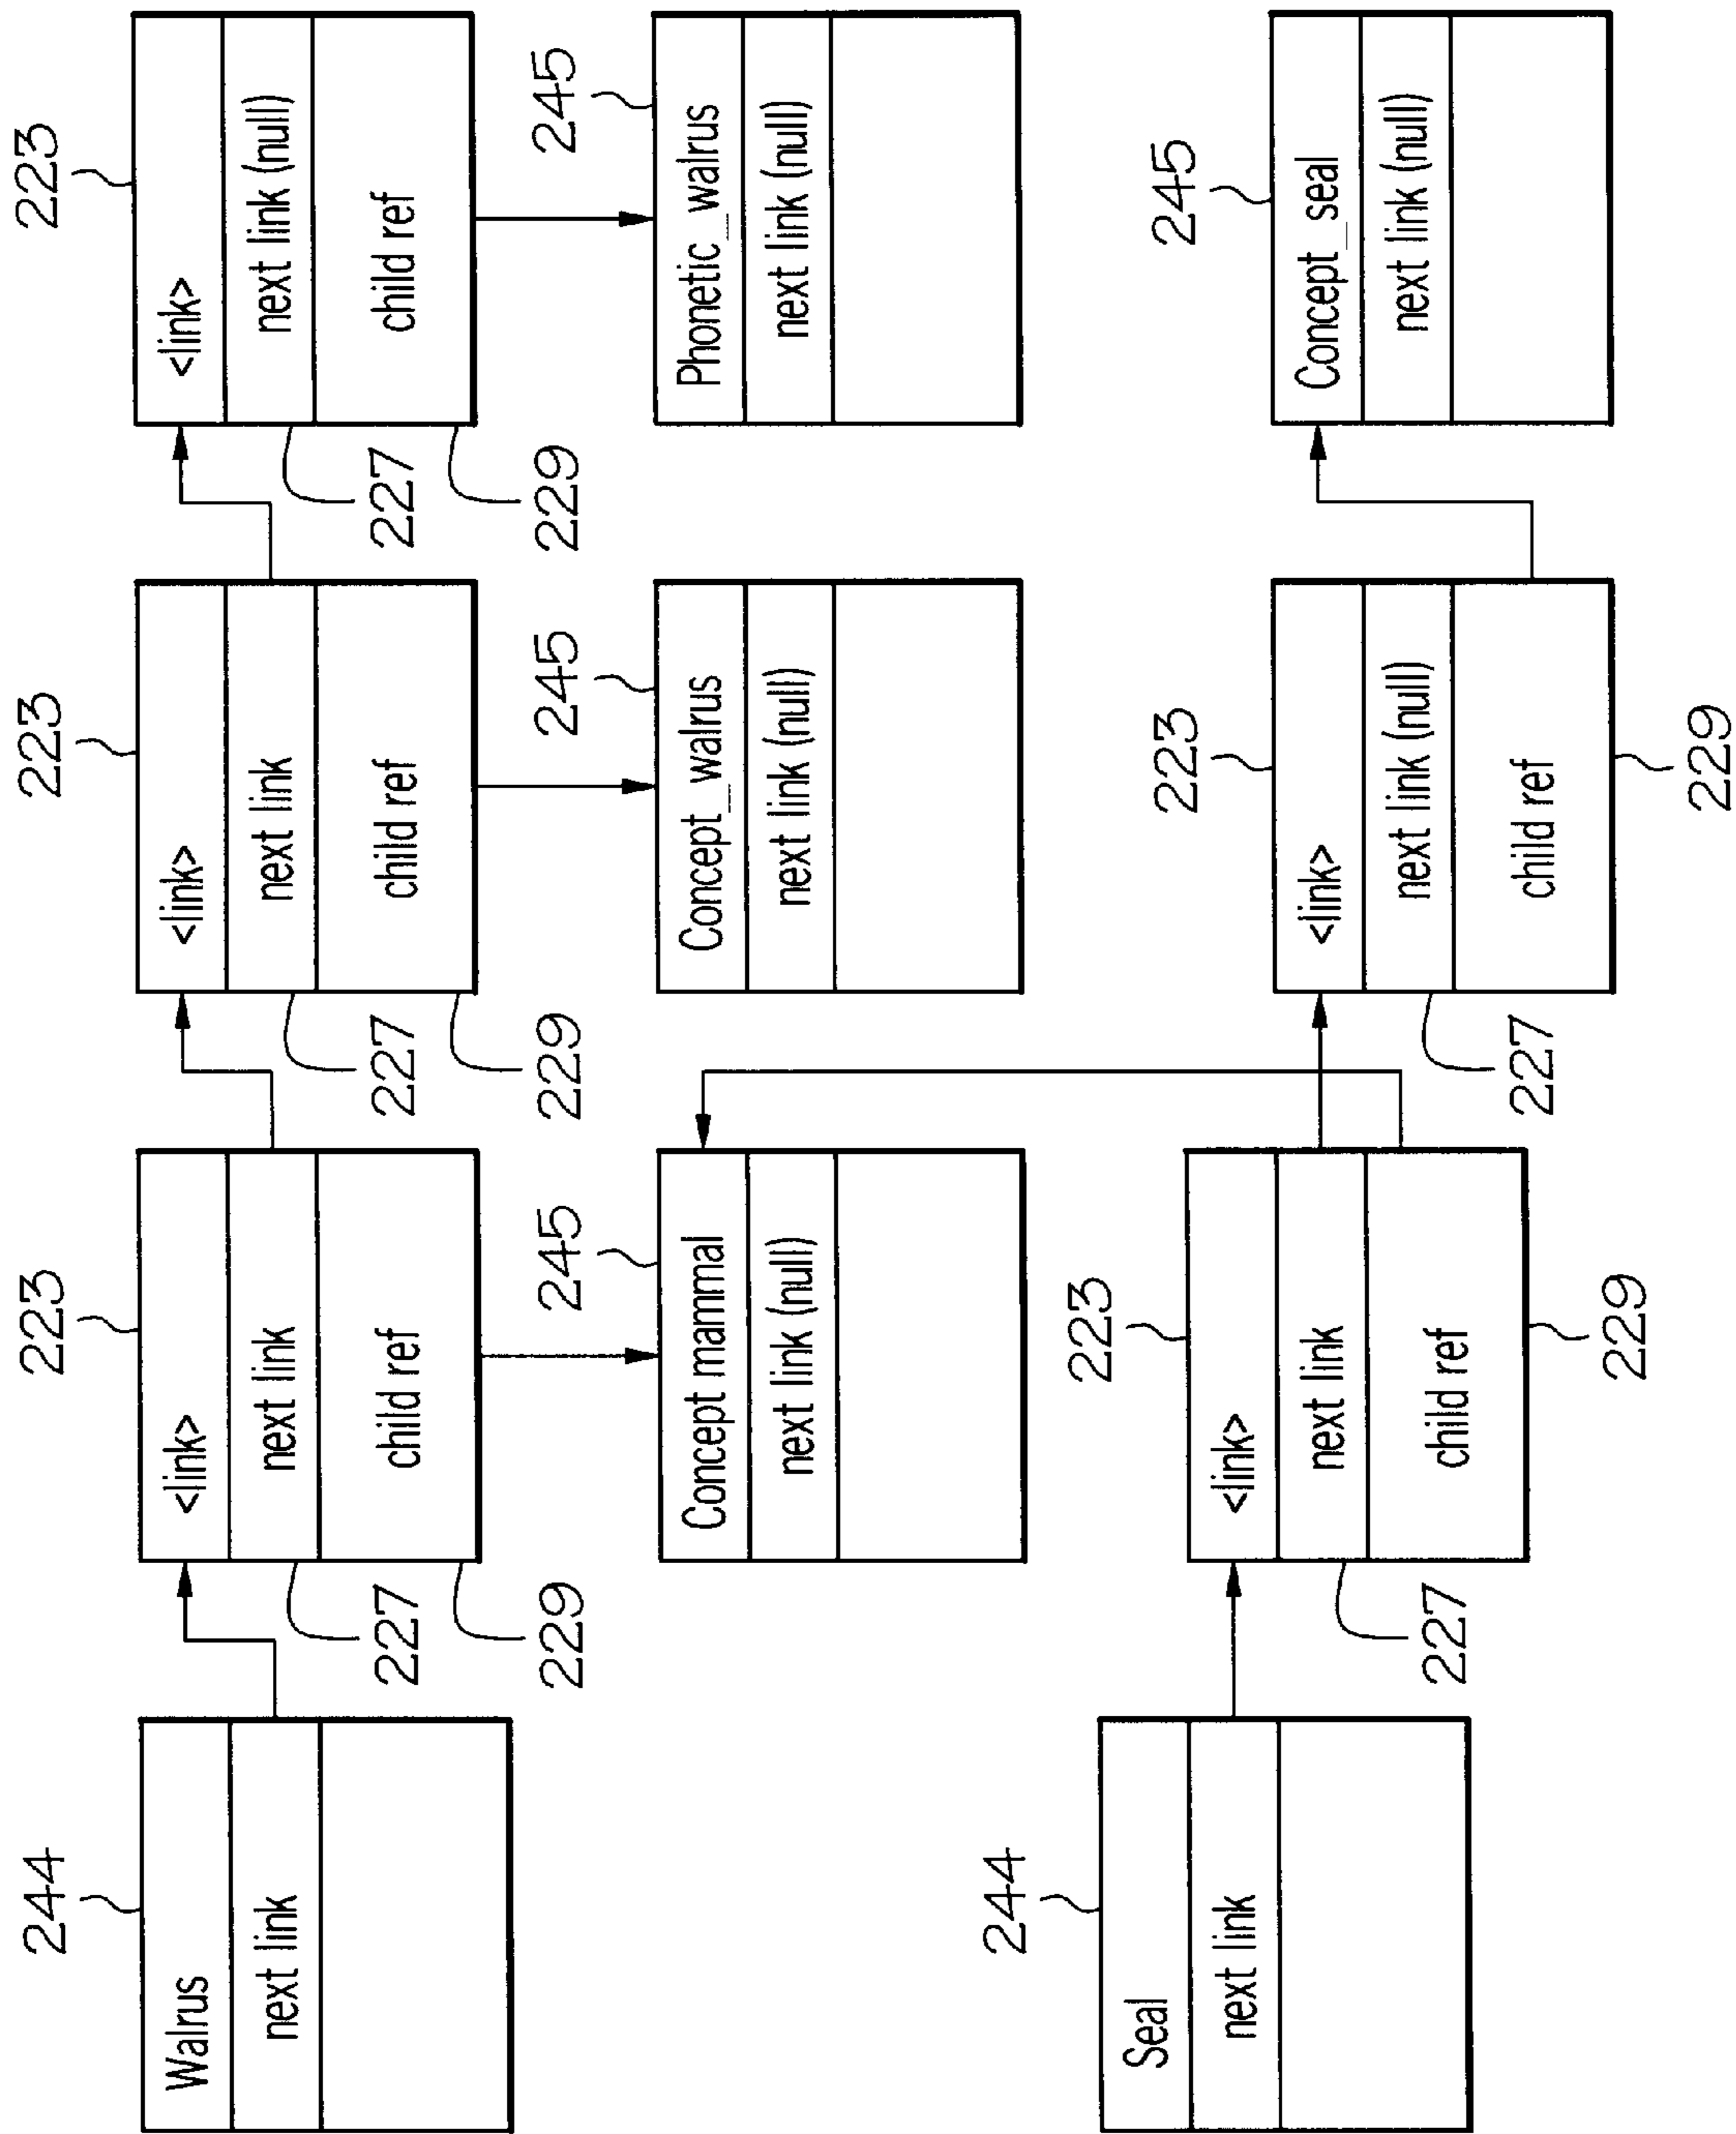 244
Walrus
next link
223
<link>
next link
child ref
227
229
223
<link>
next link
child ref
227
229
223
<link>
next link (null)
child ref
227
229
245
Concept mammal
next link (null)
245
Concept_walrus
next link (null)
245
Phonetic_walrus
next link (null)
244
Seal
next link
223
<link>
next link
child ref
227
229
223
<link>
next link (null)
child ref
227
229
245
Concept_seal
next link (null)